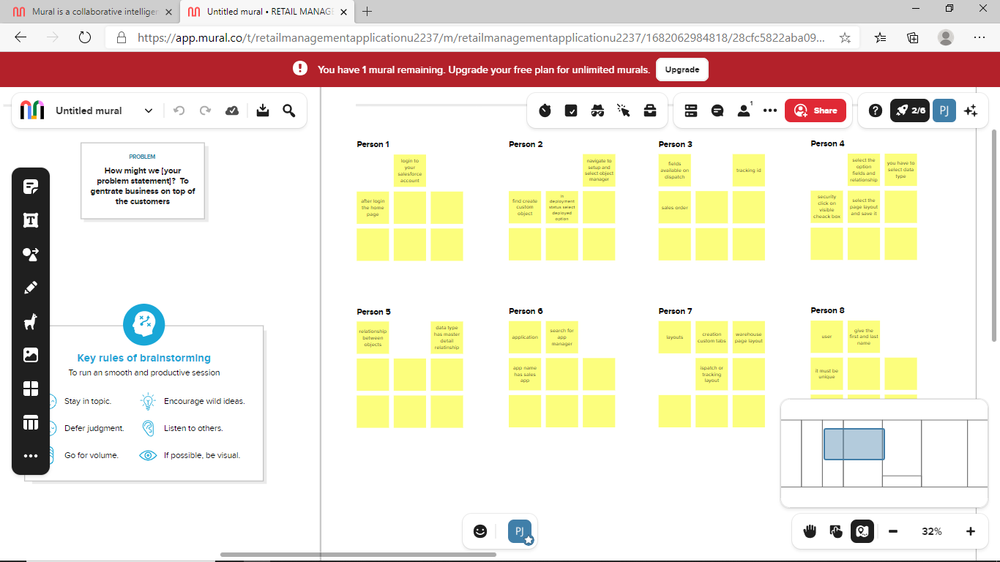 Mural is a collaborative intelliger
Untitled mural • RETAIL MANAGE
https://app.mural.co/t/retailmanagementapplicationu2237/m/retailmanagementapplicationu2237/1682062984818/28cfc5822aba09...
You have 1 mural remaining. Upgrade your free plan for unlimited murals.
Upgrade
Untitled mural
1
Share
2/6
PJ
PROBLEM
How might we [your
problem statement]? To
gentrate business on top of
the customers
Key rules of brainstorming
To run an smooth and productive session
Stay in topic.
Encourage wild ideas.
Defer judgment.
Listen to others.
Go for volume.
If possible, be visual.
Person 1
login to
your
salesforce
account
after login
the home
page
Person 2
navigate to
setup and
select object
manager
find create
custom
object
in
deployment
status select
deployed
option
Person 3
fields
available on
dispatch
tracking id
sales order
Person 4
select the
option
fields and
relationship
you have to
select data
type
security
click on
visible
cheack box
select the
page layout
and save it
Person 5
relationship
between
objects
data type
has master
detail
relatinship
Person 6
application
search for
app
manager
app name
has sales
app
Person 7
layouts
creation
custom tabs
warehouse
page layout
ispatch or
tracking
layout
Person 8
user
give the
first and last
name
it must be
unique
PJ
32%